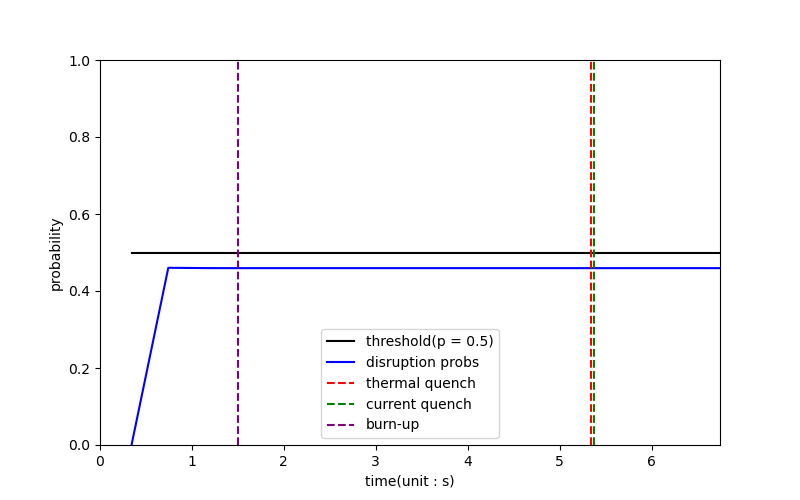 1.0
0.8
0.6
0.4
0.2
0.0
probability
threshold(p = 0.5)
disruption probs
thermal quench
current quench
burn-up
0 1 2 3 4 5 6
time(unit : s)